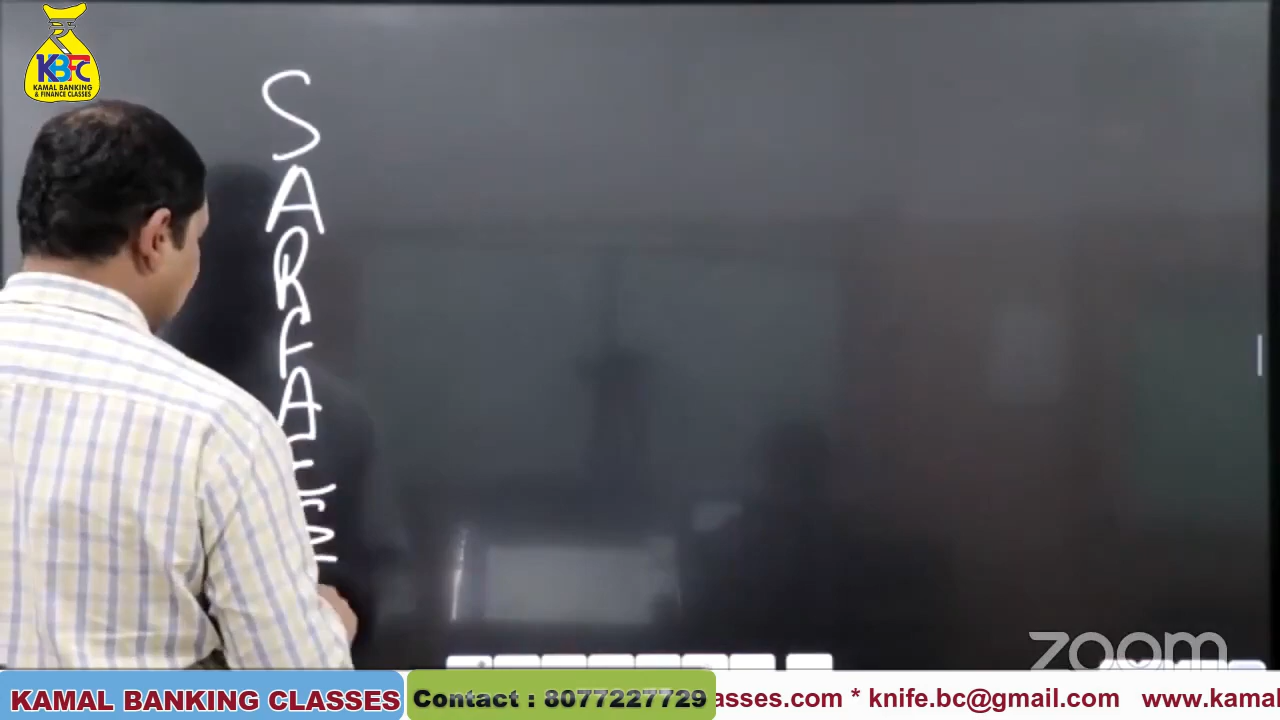 KBFC
KAMAL BANKING
& FINANCE CLASSES
S
A
R
F
A
E
zoom
KAMAL BANKING CLASSES
Contact : 8077227729
asses.com * knife.bc@gmail.com www.kamal